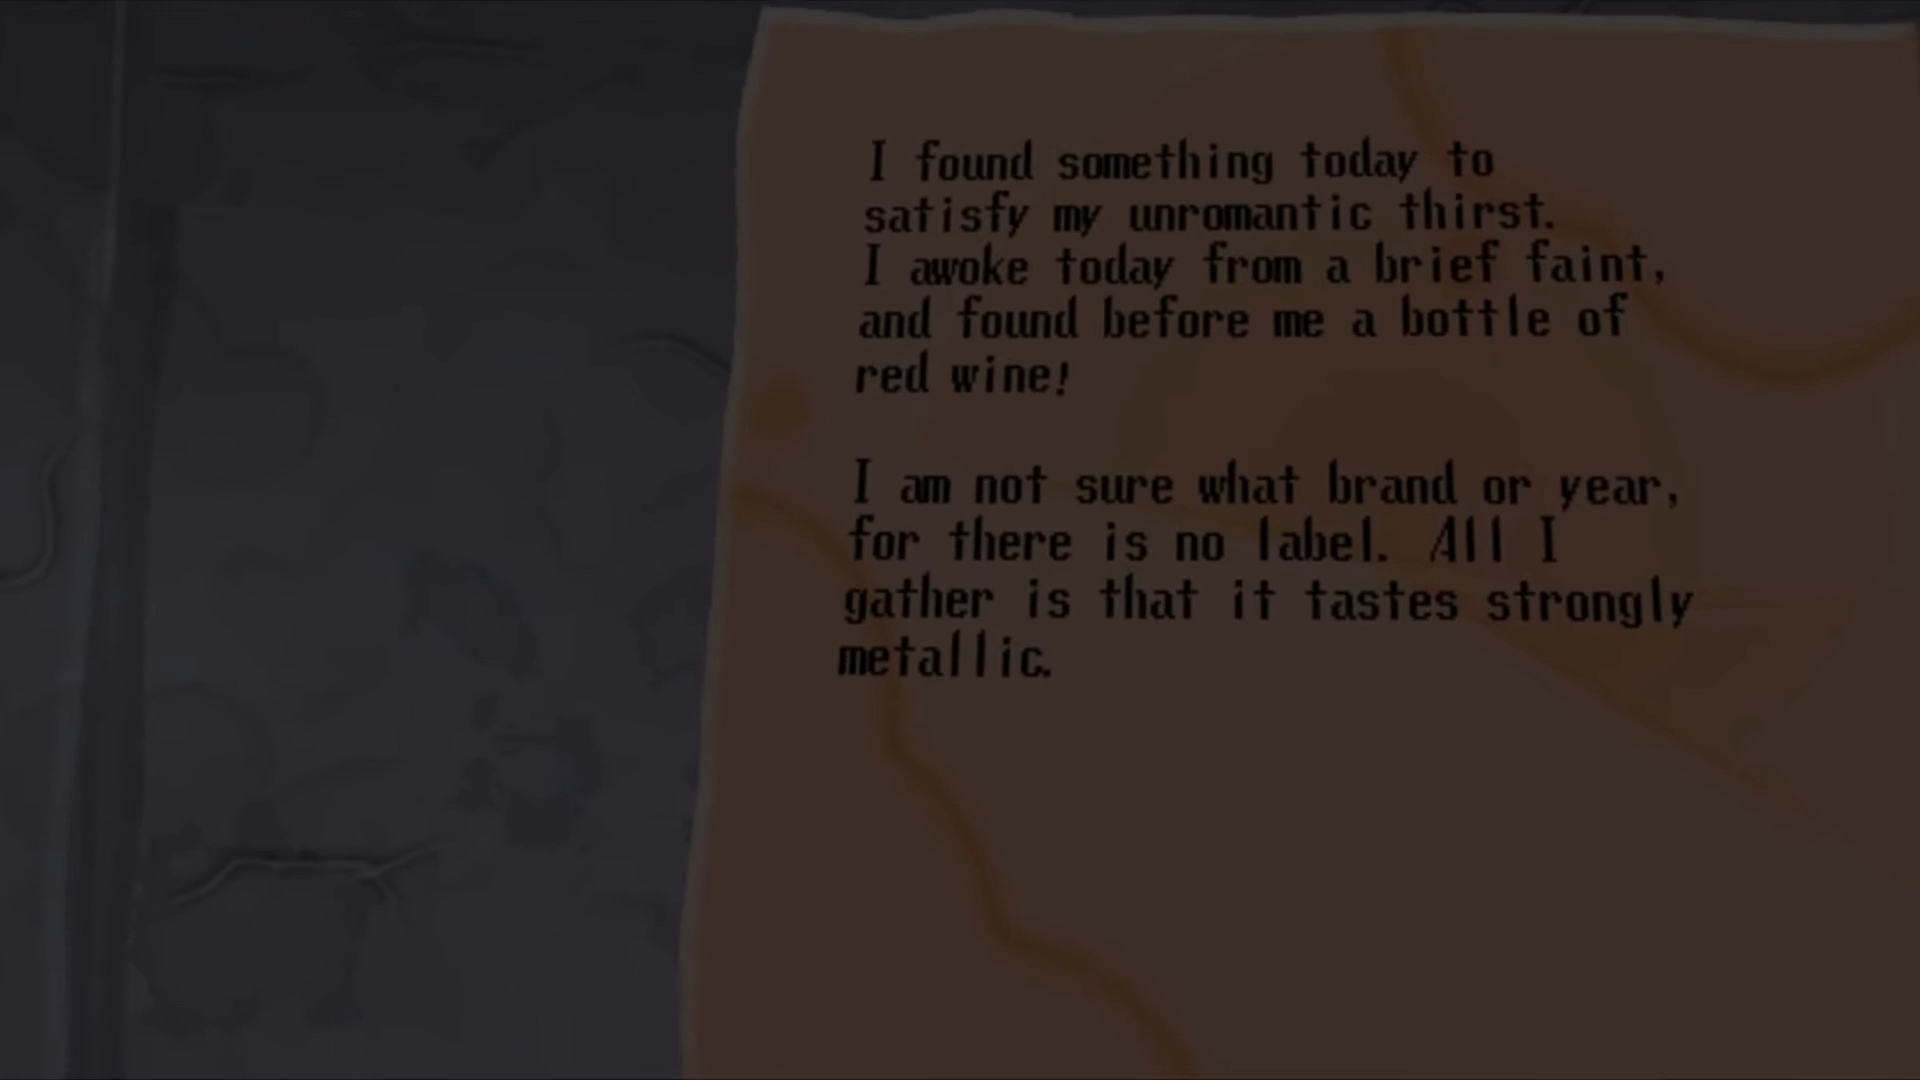 I found something today to
satisfy my unromantic thirst.
I awoke today from a brief faint,
and found before me a bottle of
red wine!
I am not sure what brand or year,
for there is no label. All I
gather is that it tastes strongly
metallic.